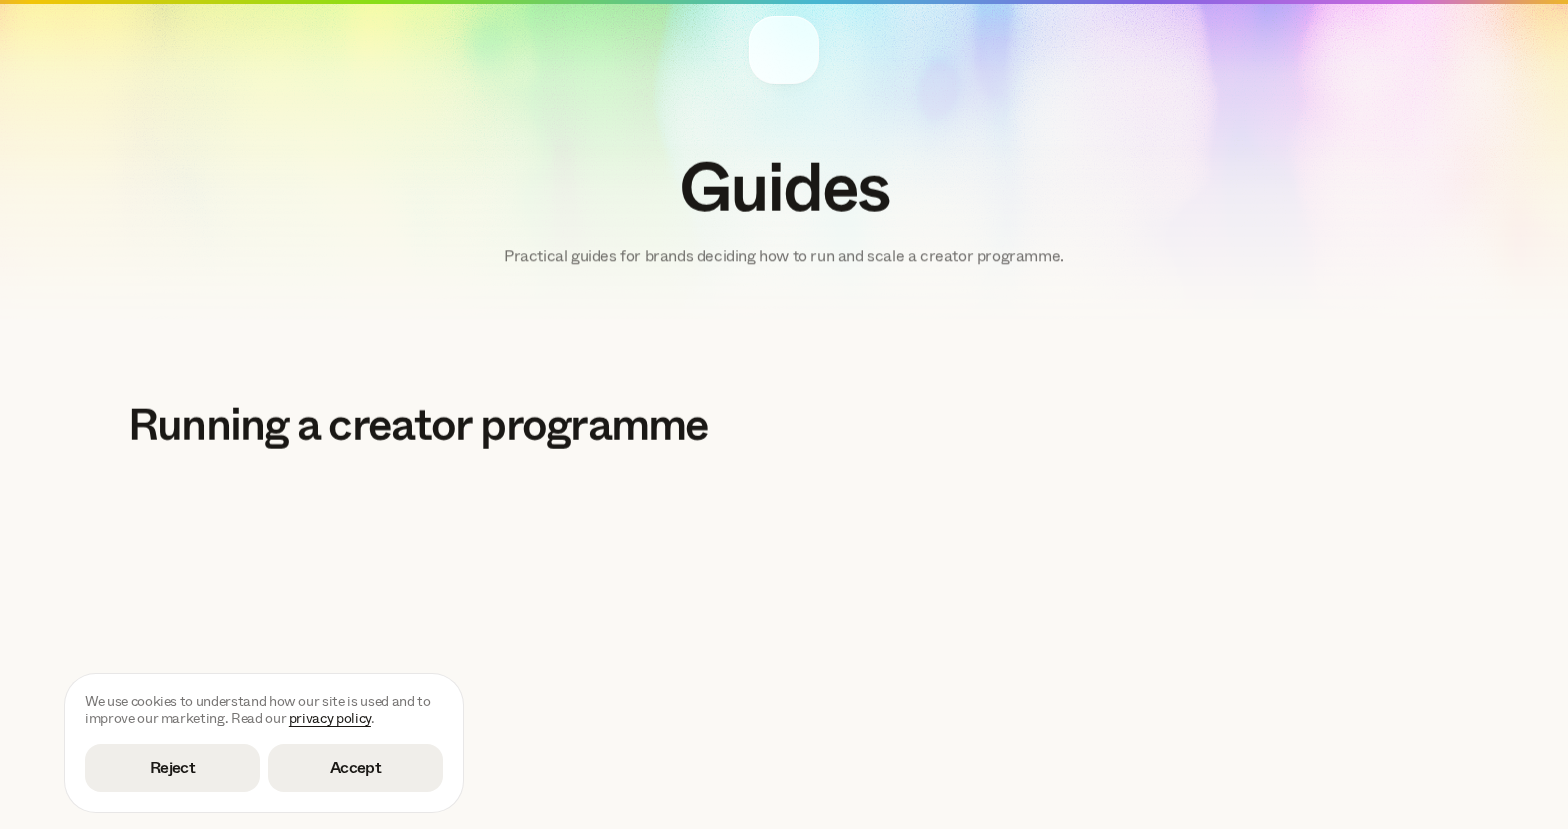 Guides
Practical guides for brands deciding how to run and scale a creator programme.
Running a creator programme
We use cookies to understand how our site is used and to
improve our marketing. Read our privacy policy.
Reject
Accept